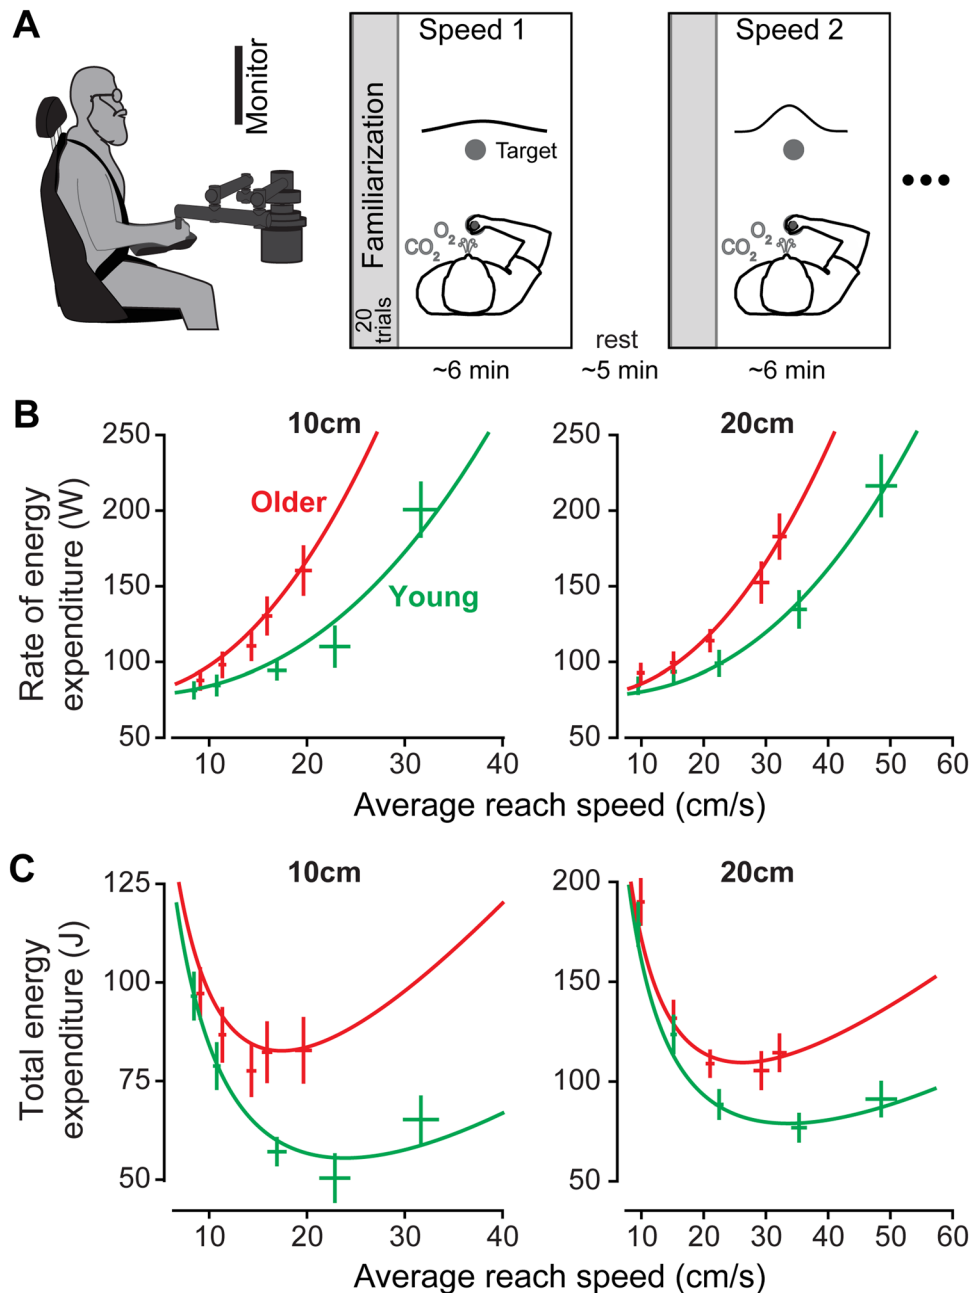 A
Monitor
Familiarization
20
trials
Speed 1
Target
O2
CO2
~6 min
rest
~5 min
Speed 2
O2
CO2
~6 min
•••
B
10cm
20cm
Rate of energy
expenditure (W)
250
200
150
100
50
Older
Young
10
20
30
40
250
200
150
100
50
10
20
30
40
50
60
Average reach speed (cm/s)
C
10cm
20cm
Total energy
expenditure (J)
125
100
75
50
10
20
30
40
200
150
100
50
10
20
30
40
50
60
Average reach speed (cm/s)